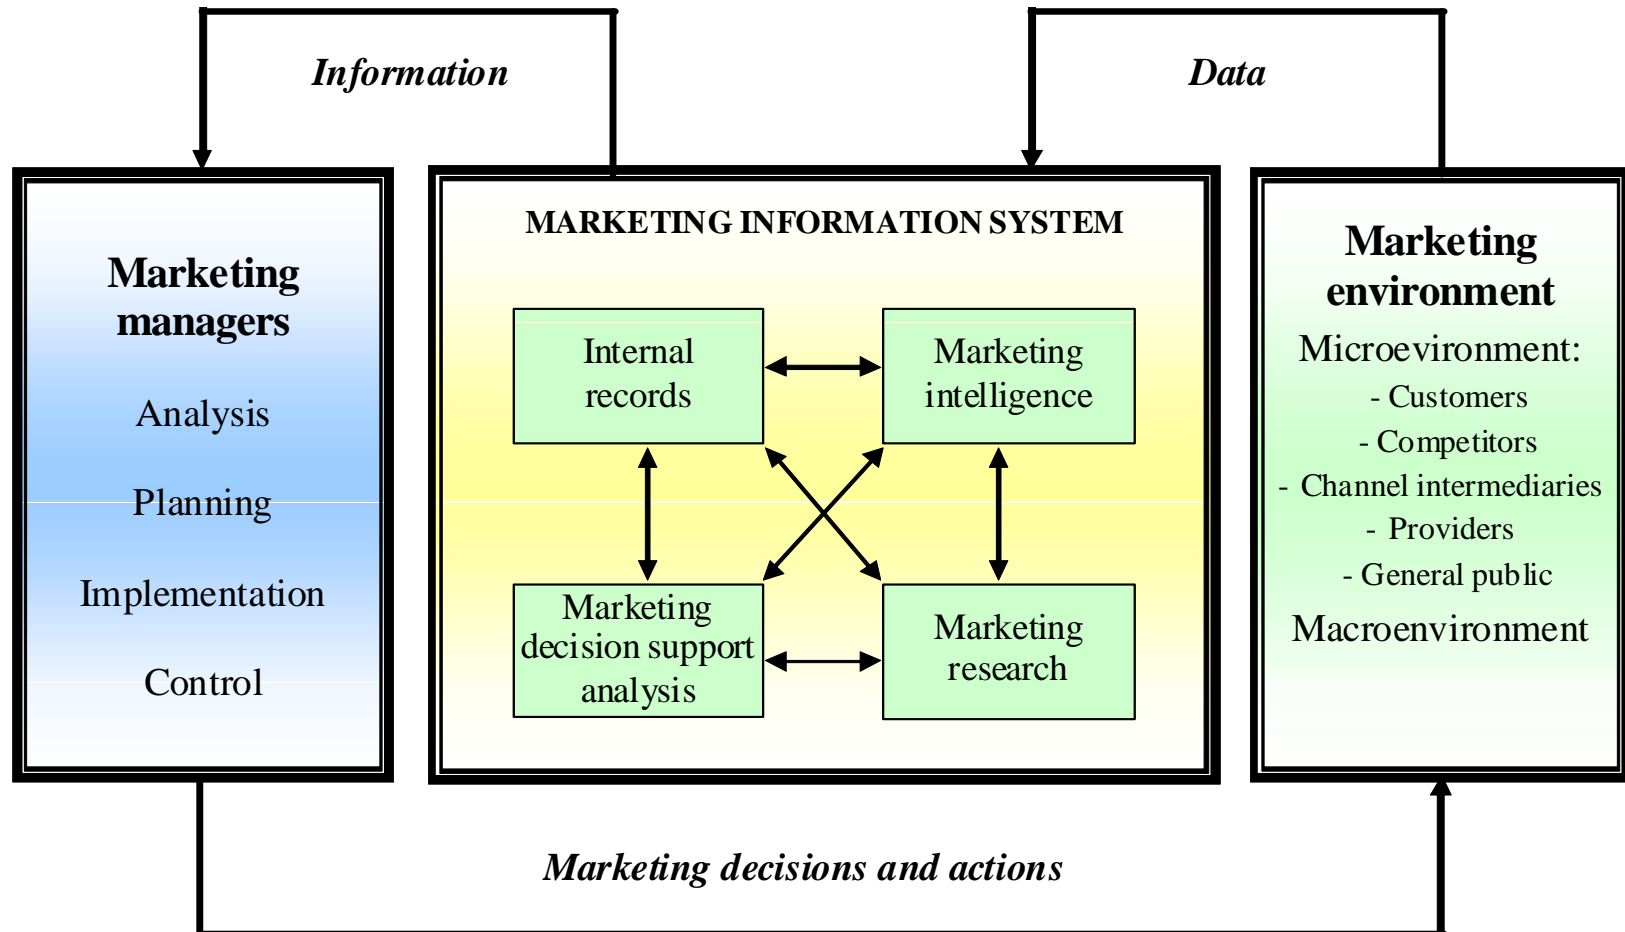 Information
Data
Marketing
managers
Analysis
Planning
Implementation
Control
MARKETING INFORMATION SYSTEM
Internal
records
Marketing
intelligence
Marketing
decision support
analysis
Marketing
research
Marketing
environment
Microevironment:
- Customers
- Competitors
- Channel intermediaries
- Providers
- General public
Macroenvironment
Marketing decisions and actions